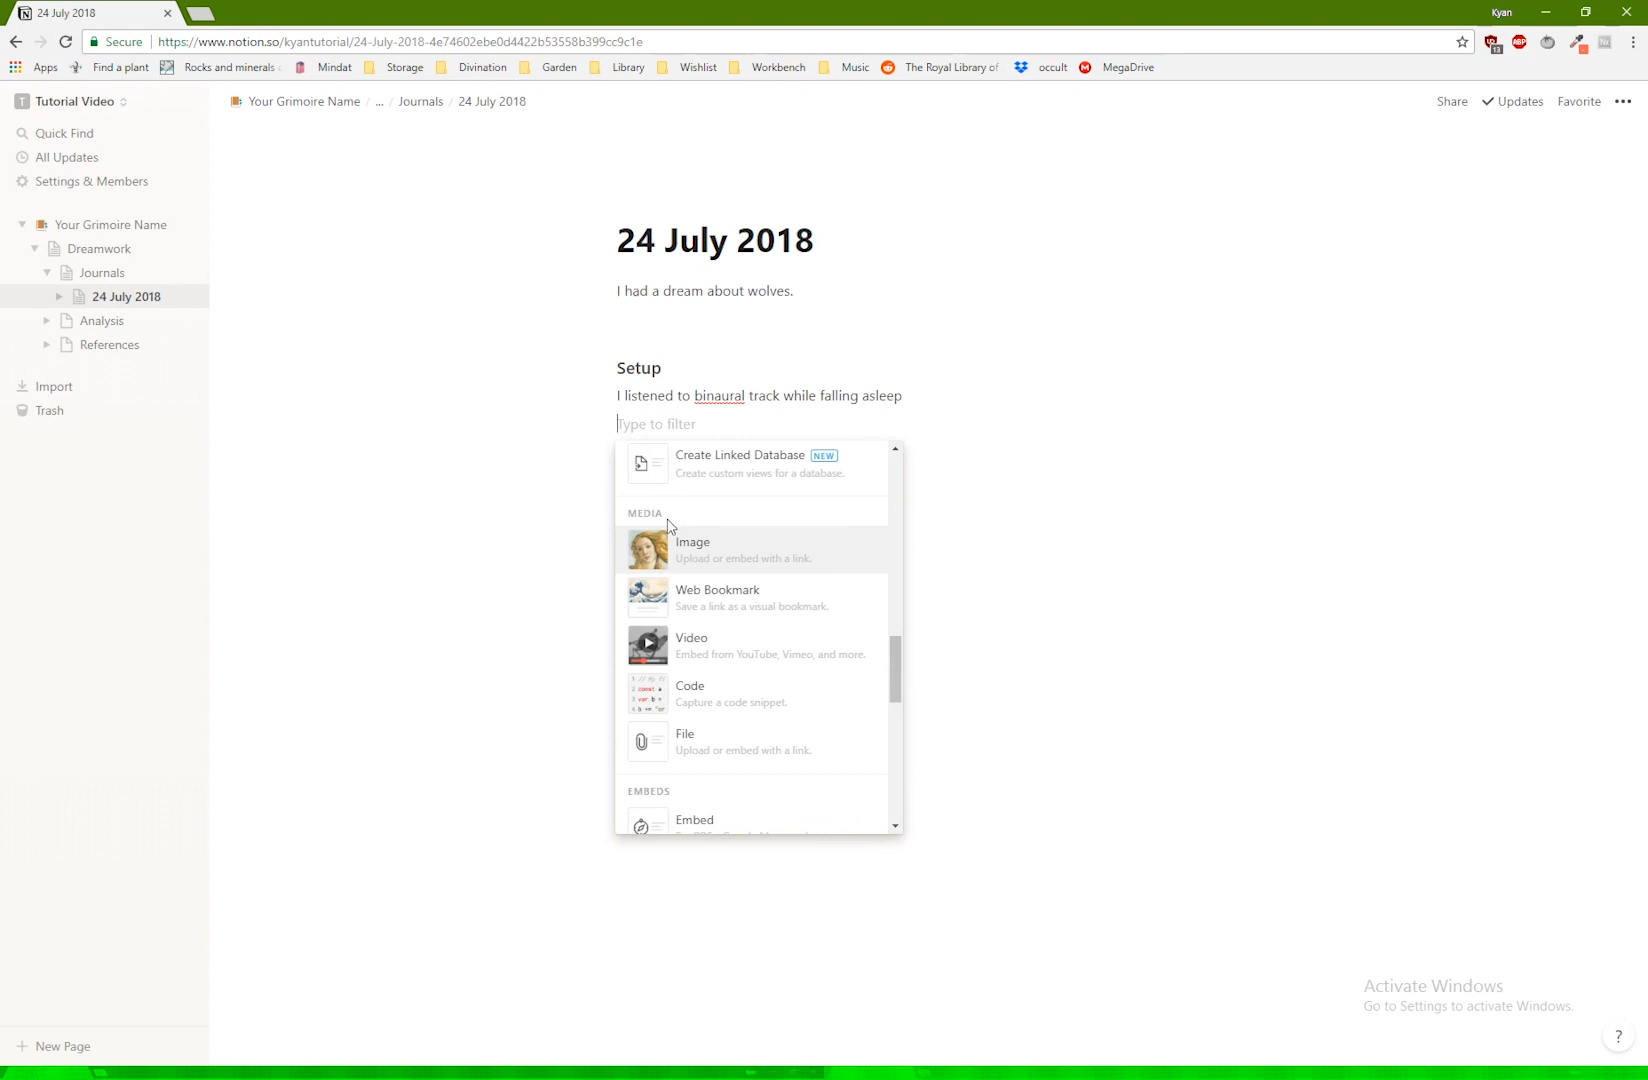 24 July 2018
Kyan
Secure https://www.notion.so/kyantutorial/24-July-2018-4e74602ebe0d4422b53558b399cc9c1e
Apps Find a plant Rocks and minerals Mindat Storage Divination Garden Library Wishlist Workbench Music The Royal Library of occult MegaDrive
T Tutorial Video
Your Grimoire Name / ... / Journals / 24 July 2018
Share Updates Favorite
Quick Find
All Updates
Settings & Members
Your Grimoire Name
Dreamwork
Journals
24 July 2018
Analysis
References
Import
Trash
New Page
24 July 2018
I had a dream about wolves.
Setup
I listened to binaural track while falling asleep
Type to filter
Create Linked Database NEW
Create custom views for a database.
MEDIA
Image
Upload or embed with a link.
Web Bookmark
Save a link as a visual bookmark.
Video
Embed from YouTube, Vimeo, and more.
Code
Capture a code snippet.
File
Upload or embed with a link.
EMBEDS
Embed
Activate Windows
Go to Settings to activate Windows.
?